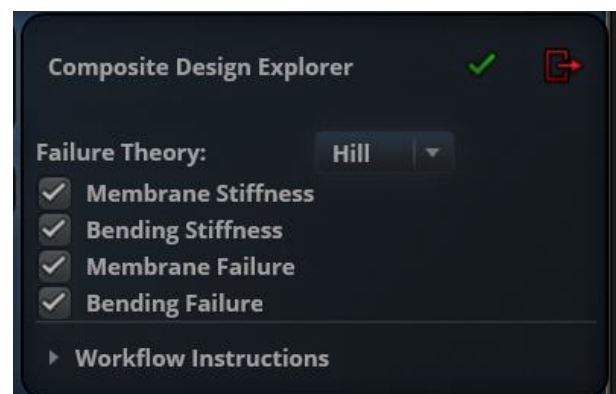 Composite Design Explorer
Failure Theory: Hill
Membrane Stiffness
Bending Stiffness
Membrane Failure
Bending Failure
Workflow Instructions